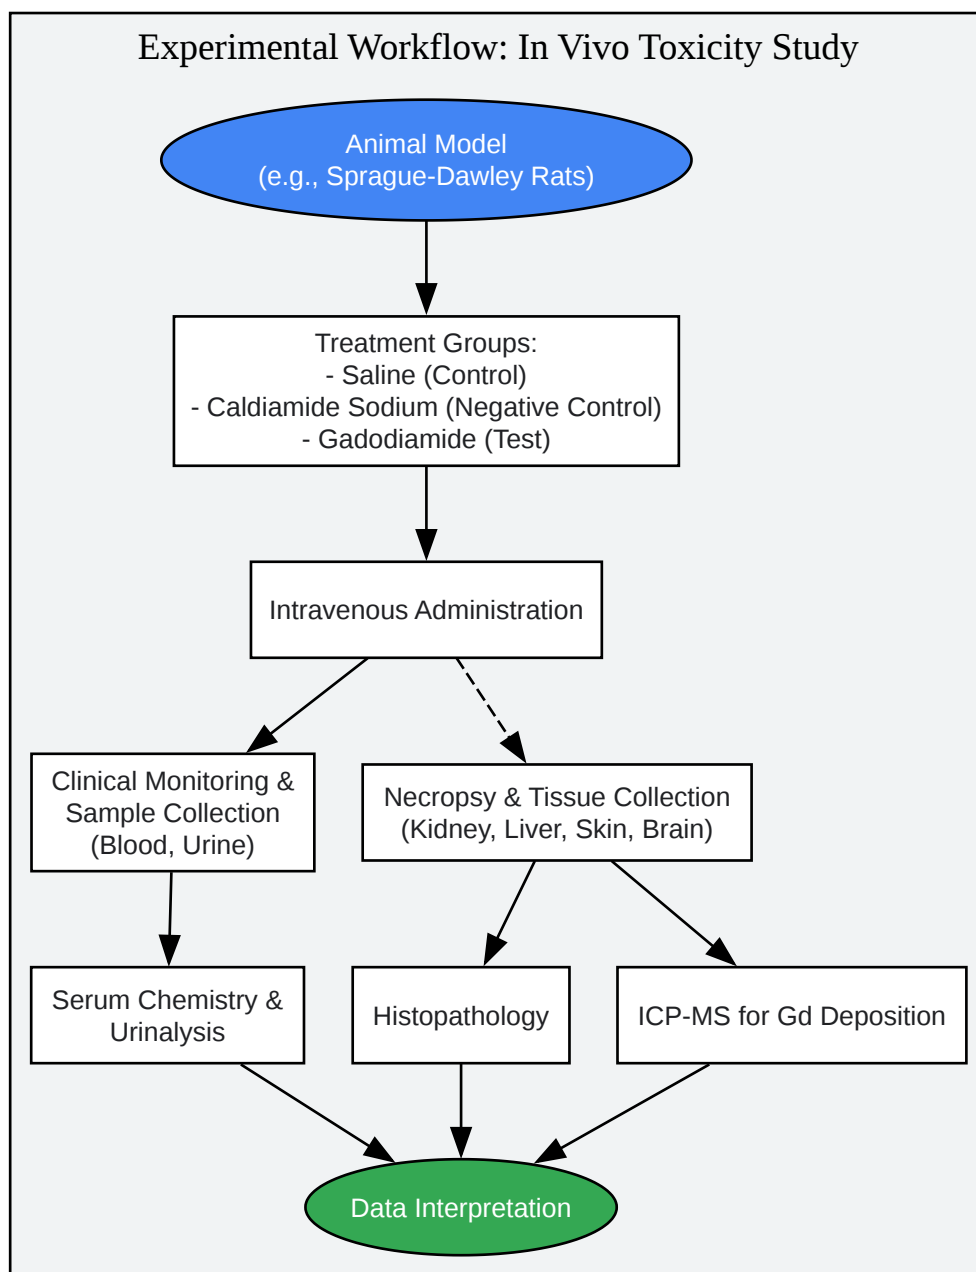 Experimental Workflow: In Vivo Toxicity Study
Animal Model
(e.g., Sprague-Dawley Rats)
Treatment Groups:
- Saline (Control)
- Caldiamide Sodium (Negative Control)
- Gadodiamide (Test)
Intravenous Administration
Clinical Monitoring &
Sample Collection
(Blood, Urine)
Necropsy & Tissue Collection
(Kidney, Liver, Skin, Brain)
Serum Chemistry &
Urinalysis
Histopathology
ICP-MS for Gd Deposition
Data Interpretation